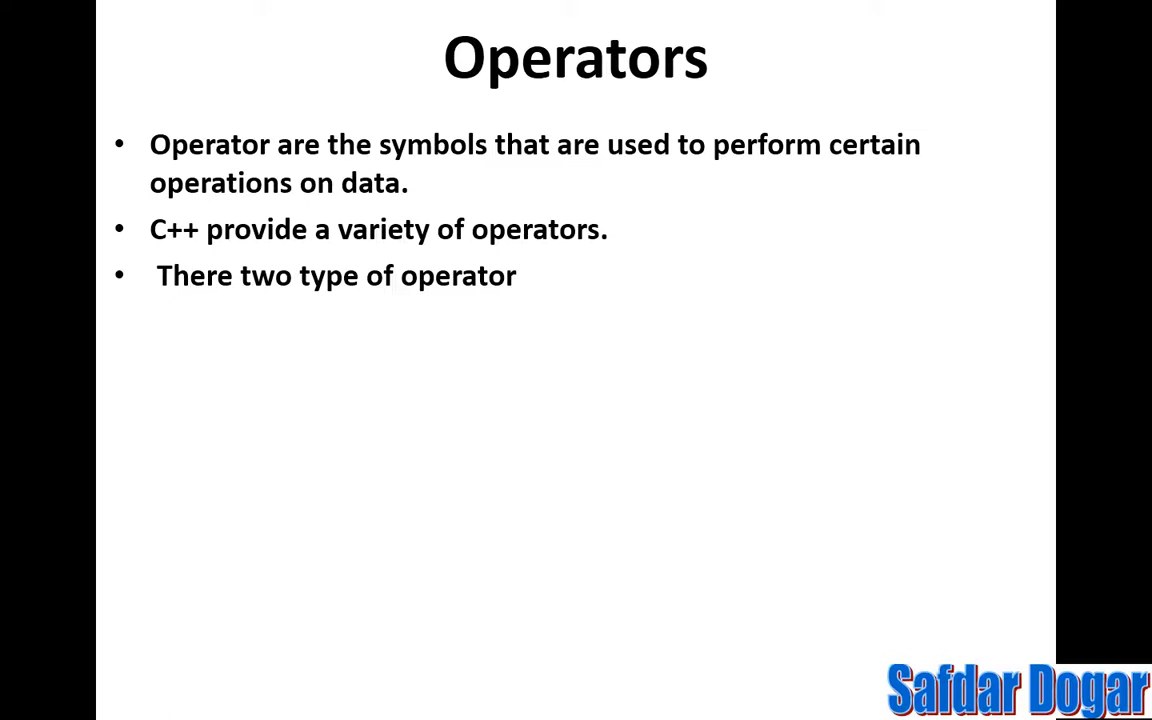 Operators
• Operator are the symbols that are used to perform certain
operations on data.
• C++ provide a variety of operators.
• There two type of operator
Safdar Dogar